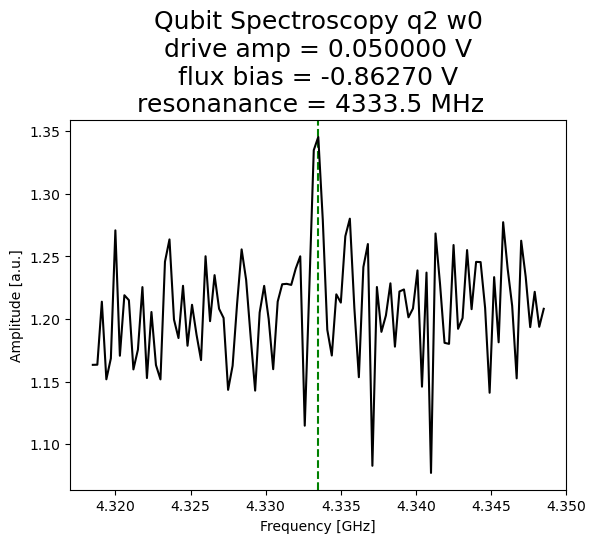 Qubit Spectroscopy q2 w0
drive amp = 0.050000 V
flux bias = -0.86270 V
resonanance = 4333.5 MHz
1.35
1.30
1.25
1.20
1.15
1.10
Amplitude [a.u.]
4.320
4.325
4.330
4.335
4.340
4.345
4.350
Frequency [GHz]